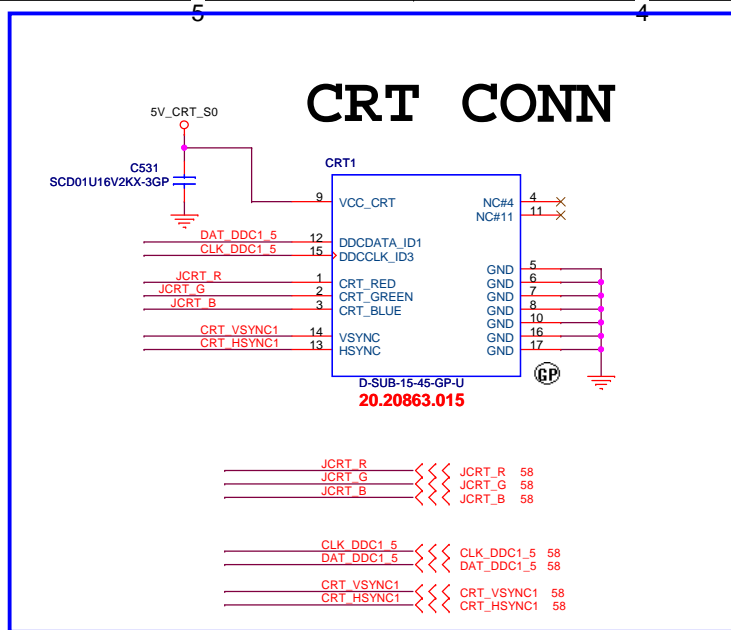 5 4
CRT CONN
5V_CRT_S0
C531
SCD01U16V2KX-3GP
CRT1
9 VCC_CRT NC#4 4
NC#11 11
DAT_DDC1_5 12 DDCDATA_ID1
CLK_DDC1_5 15 DDCCLK_ID3
GND 5
JCRT_R 1 CRT_RED GND 6
JCRT_G 2 CRT_GREEN GND 7
JCRT_B 3 CRT_BLUE GND 8
GND 10
CRT_VSYNC1 14 VSYNC GND 16
CRT_HSYNC1 13 HSYNC GND 17
GP
D-SUB-15-45-GP-U
20.20863.015
JCRT_R JCRT_R 58
JCRT_G JCRT_G 58
JCRT_B JCRT_B 58
CLK_DDC1_5 CLK_DDC1_5 58
DAT_DDC1_5 DAT_DDC1_5 58
CRT_VSYNC1 CRT_VSYNC1 58
CRT_HSYNC1 CRT_HSYNC1 58